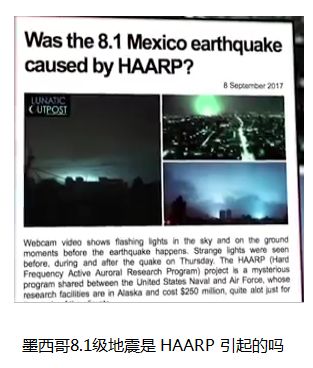 Was the 8.1 Mexico earthquake
caused by HAARP?
8 September 2017
LUNATIC
OUTPOST
Webcam video shows flashing lights in the sky and on the ground
moments before the earthquake happens. Strange lights were seen
before, during and after the quake on Thursday. The HAARP (Hard
Frequency Active Auroral Research Program) project is a mysterious
program shared between the United States Naval and Air Force, whose
research facilities are in Alaska and cost $250 million, quite alot just for
墨西哥8.1级地震是 HAARP 引起的吗